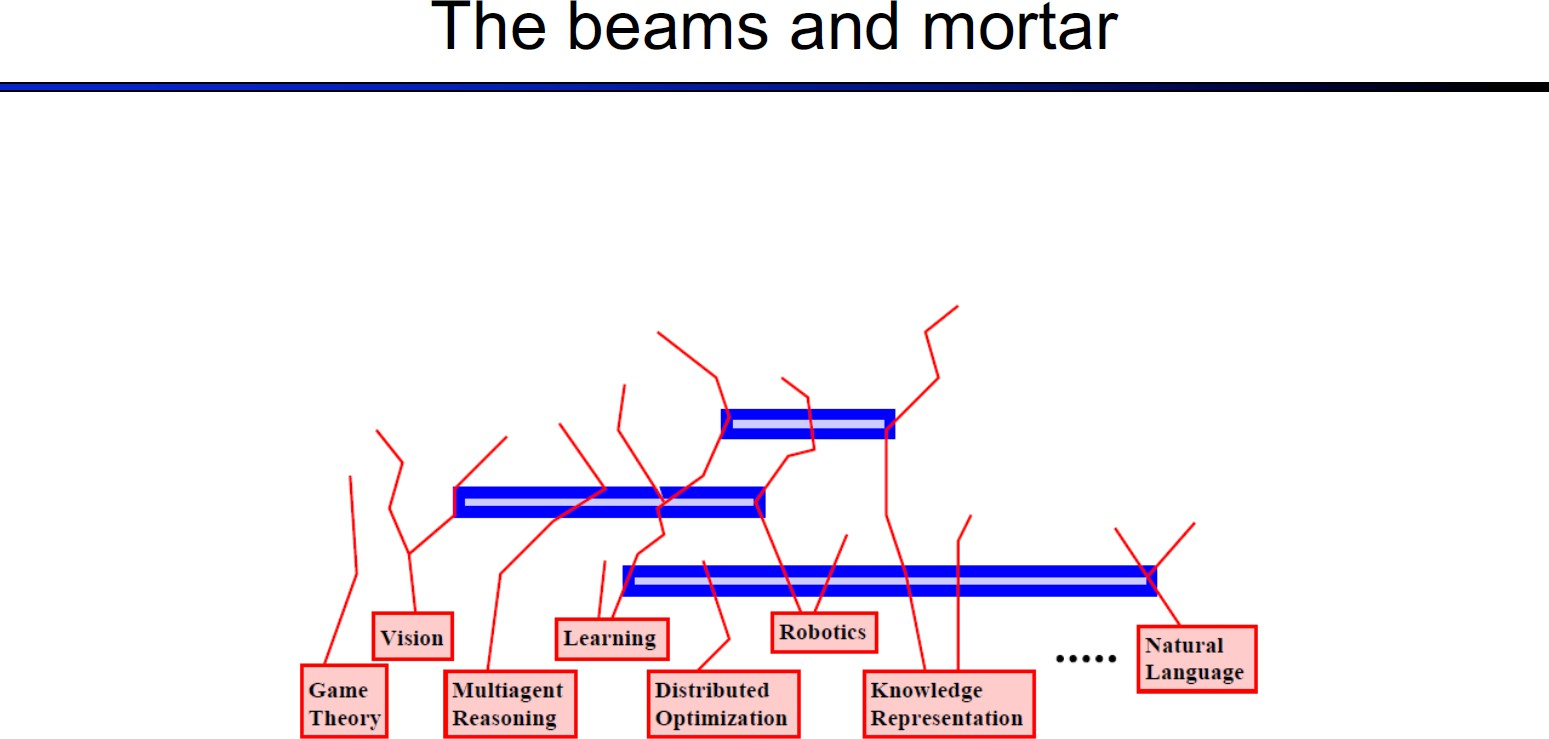 The beams and mortar
Vision
Learning
Robotics
Natural
Language
Game
Theory
Multiagent
Reasoning
Distributed
Optimization
Knowledge
Representation
.....